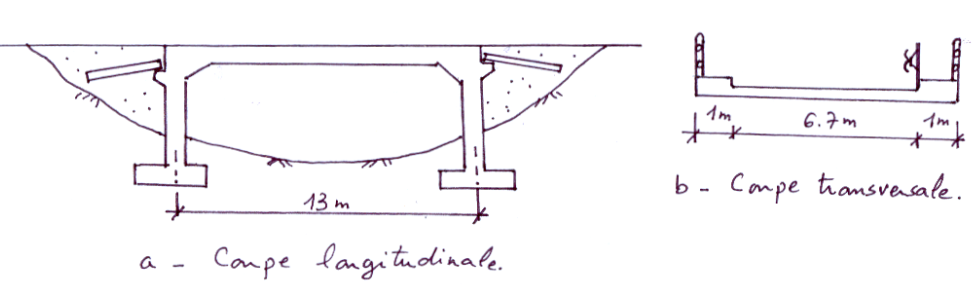 1m 6.7m 1m
13m
b - Coupe transversale.
a - Coupe longitudinale.